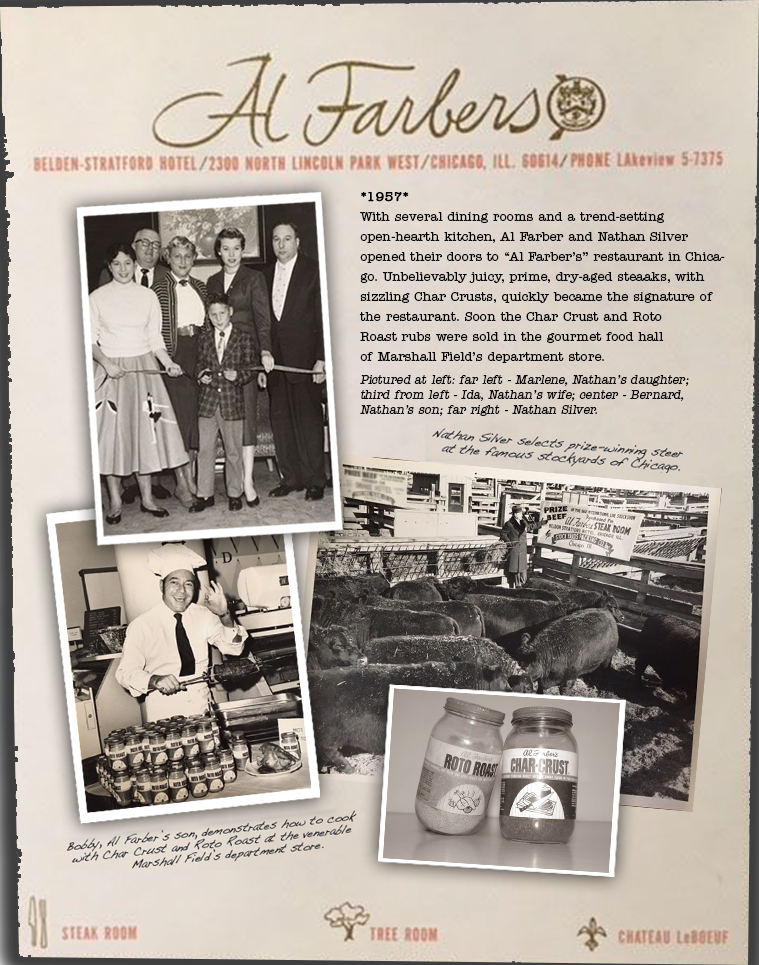 Al Farbers
BELDEN-STRATFORD HOTEL/2300 NORTH LINCOLN PARK WEST/CHICAGO, ILL. 60614/PHONE LAkeview 5-7375
*1957*
With several dining rooms and a trend-setting
open-hearth kitchen, Al Farber and Nathan Silver
opened their doors to “Al Farber’s” restaurant in Chica-
go. Unbelievably juicy, prime, dry-aged steaaks, with
sizzling Char Crusts, quickly became the signature of
the restaurant. Soon the Char Crust and Roto
Roast rubs were sold in the gourmet food hall
of Marshall Field’s department store.
Pictured at left: far left - Marlene, Nathan’s daughter;
third from left - Ida, Nathan’s wife; center - Bernard,
Nathan’s son; far right - Nathan Silver.
Nathan Silver selects prize-winning steer
at the famous stockyards of Chicago.
PRIZE BEEF
Al Farber's STEAK ROOM
Chicago Ill.
ROTO ROAST
Al Farber's
CHAR-CRUST
Bobby, Al Farber's son, demonstrates how to cook
with Char Crust and Roto Roast at the venerable
Marshall Field's department store.
STEAK ROOM
TREE ROOM
CHATEAU LeBOEUF